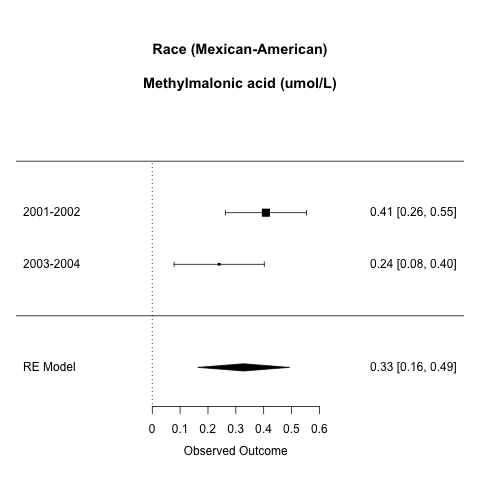 Race (Mexican-American)
Methylmalonic acid (umol/L)
2001-2002 0.41 [0.26, 0.55]
2003-2004 0.24 [0.08, 0.40]
RE Model 0.33 [0.16, 0.49]
0 0.1 0.2 0.3 0.4 0.5 0.6
Observed Outcome